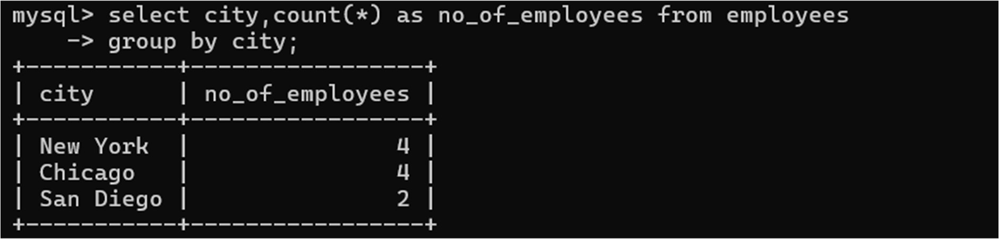 mysql> select city,count(*) as no_of_employees from employees
    -> group by city;
+-----------+-----------------+
| city      | no_of_employees |
+-----------+-----------------+
| New York  |               4 |
| Chicago   |               4 |
| San Diego |               2 |
+-----------+-----------------+